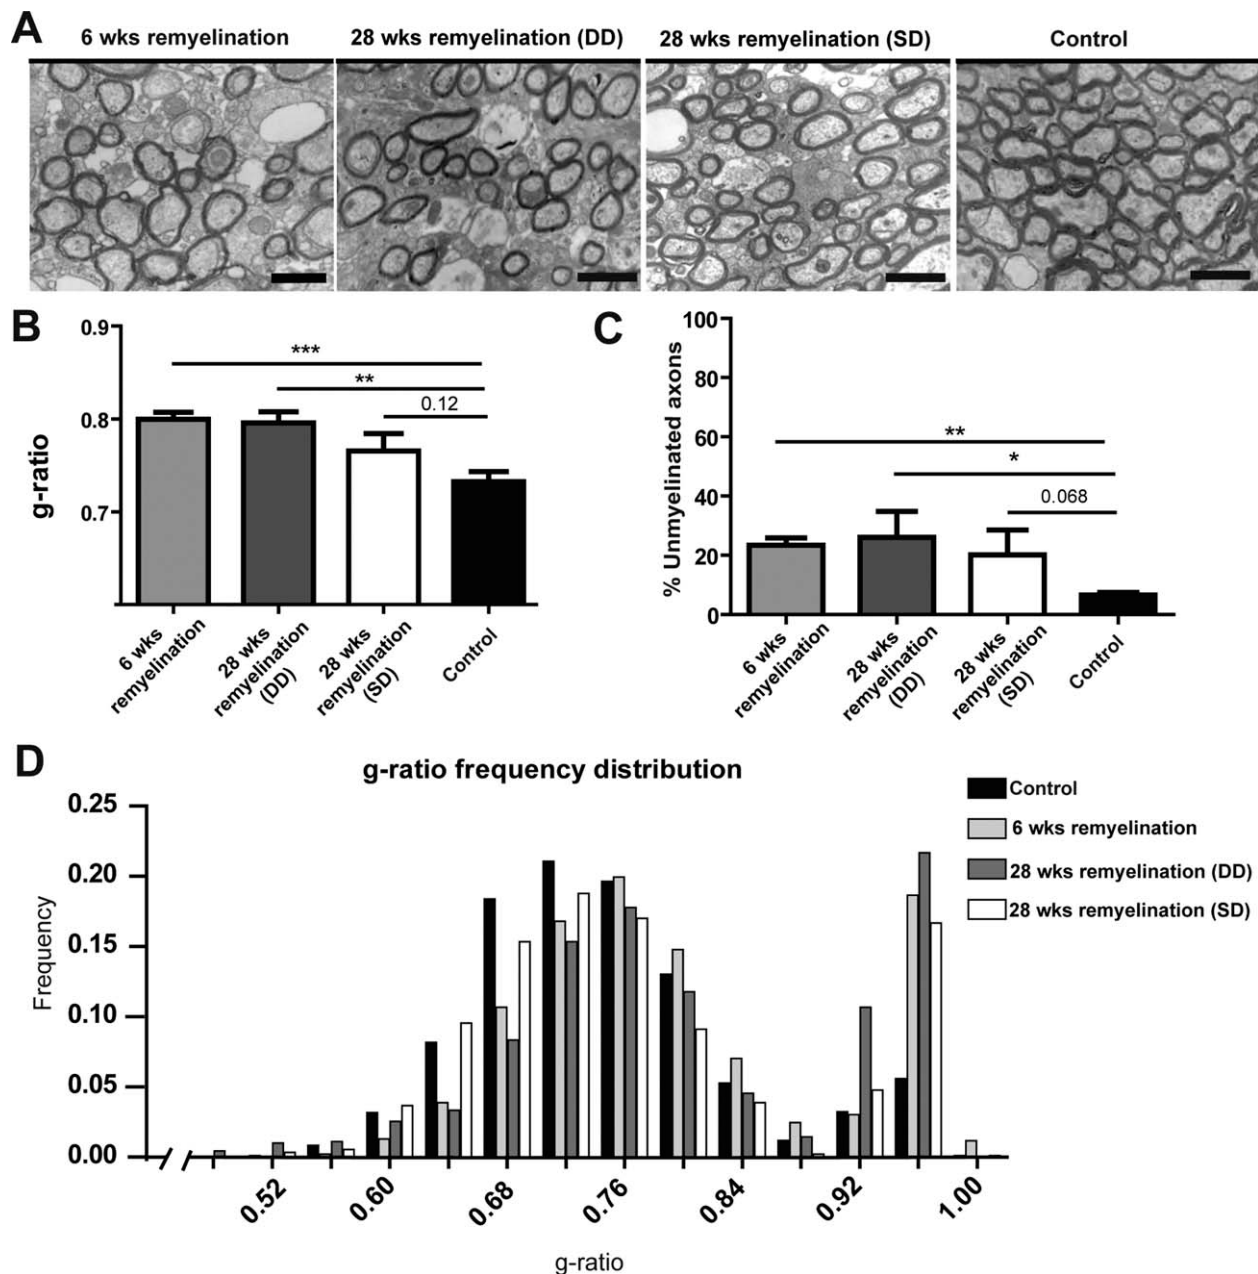 A
6 wks remyelination
28 wks remyelination (DD)
28 wks remyelination (SD)
Control
B
g-ratio
0.9
0.8
0.7
***
**
0.12
6 wks
remyelination
28 wks
remyelination
(DD)
28 wks
remyelination
(SD)
Control
C
% Unmyelinated axons
100
80
60
40
20
0
**
*
0.068
6 wks
remyelination
28 wks
remyelination
(DD)
28 wks
remyelination
(SD)
Control
D
g-ratio frequency distribution
Control
6 wks remyelination
28 wks remyelination (DD)
28 wks remyelination (SD)
Frequency
0.25
0.20
0.15
0.10
0.05
0.00
0.52
0.60
0.68
0.76
0.84
0.92
1.00
g-ratio